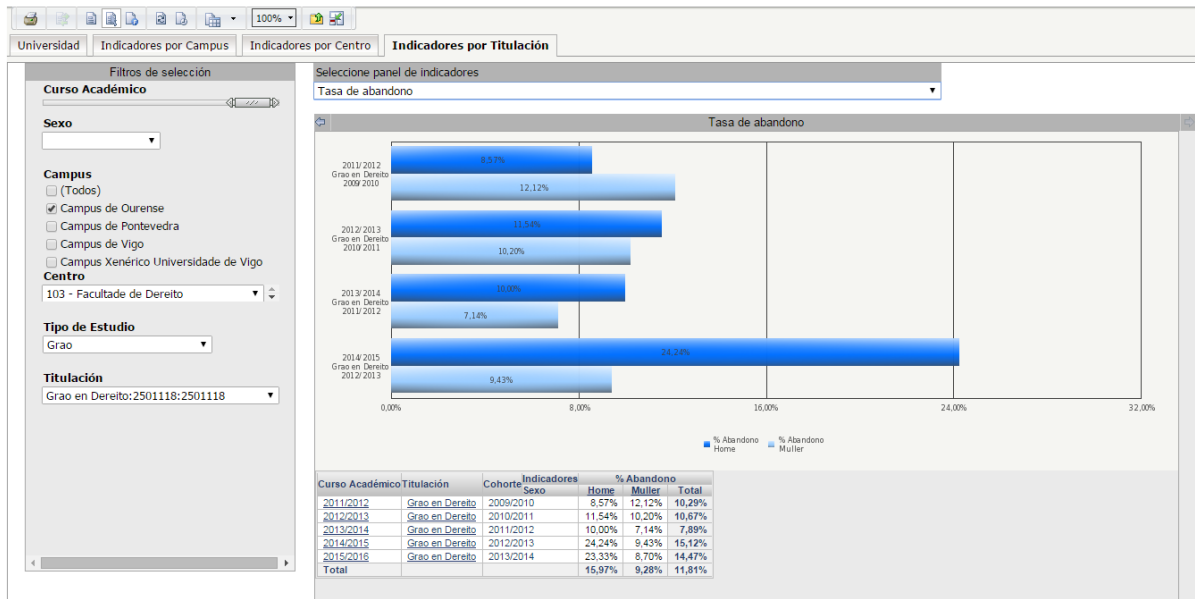 100%
Universidad Indicadores por Campus Indicadores por Centro Indicadores por Titulación
Filtros de selección
Curso Académico
Sexo
Campus
(Todos)
Campus de Ourense
Campus de Pontevedra
Campus de Vigo
Campus Xenérico Universidade de Vigo
Centro
103 - Facultade de Dereito
Tipo de Estudio
Grao
Titulación
Grao en Dereito:2501118:2501118
Seleccione panel de indicadores
Tasa de abandono
Tasa de abandono
2011/2012
Grao en Dereito
2009/2010
8,57%
12,12%
2012/2013
Grao en Dereito
2010/2011
11,54%
10,20%
2013/2014
Grao en Dereito
2011/2012
10,00%
7,14%
2014/2015
Grao en Dereito
2012/2013
24,24%
9,43%
0,00% 8,00% 16,00% 24,00% 32,00%
% Abandono Home
% Abandono Muller
Curso Académico Titulación Cohorte Indicadores % Abandono
Sexo Home Muller Total
2011/2012 Grao en Dereito 2009/2010 8,57% 12,12% 10,29%
2012/2013 Grao en Dereito 2010/2011 11,54% 10,20% 10,67%
2013/2014 Grao en Dereito 2011/2012 10,00% 7,14% 7,89%
2014/2015 Grao en Dereito 2012/2013 24,24% 9,43% 15,12%
2015/2016 Grao en Dereito 2013/2014 23,33% 8,70% 14,47%
Total 15,97% 9,28% 11,81%